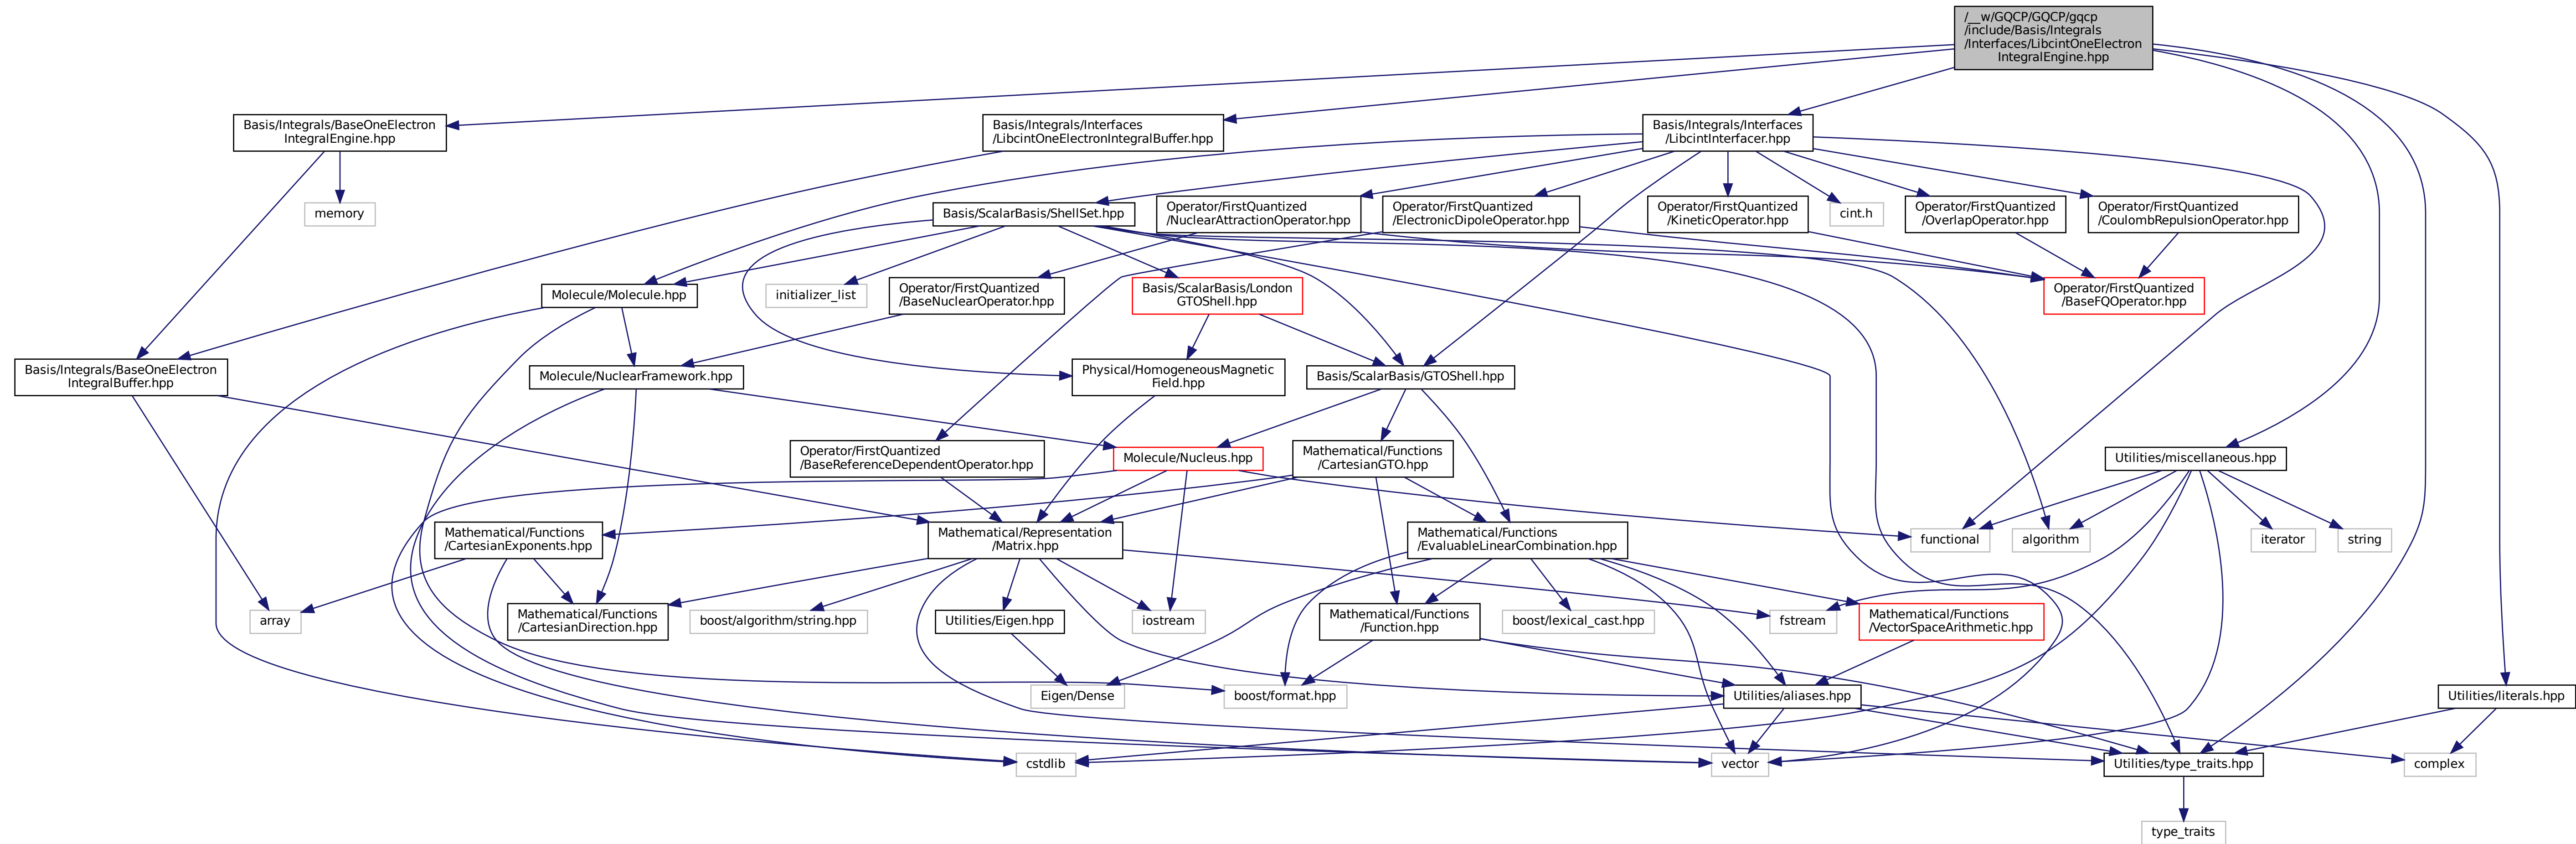 /__w/GQCP/GQCP/gqcp
/include/Basis/Integrals
/Interfaces/LibcintOneElectron
IntegralEngine.hpp
Basis/Integrals/BaseOneElectron
IntegralEngine.hpp
Basis/Integrals/Interfaces
/LibcintOneElectronIntegralBuffer.hpp
Basis/Integrals/Interfaces
/LibcintInterfacer.hpp
memory
Basis/ScalarBasis/ShellSet.hpp
Operator/FirstQuantized
/NuclearAttractionOperator.hpp
Operator/FirstQuantized
/ElectronicDipoleOperator.hpp
Operator/FirstQuantized
/KineticOperator.hpp
cint.h
Operator/FirstQuantized
/OverlapOperator.hpp
Operator/FirstQuantized
/CoulombRepulsionOperator.hpp
Molecule/Molecule.hpp
initializer_list
Operator/FirstQuantized
/BaseNuclearOperator.hpp
Basis/ScalarBasis/London
GTOShell.hpp
Operator/FirstQuantized
/BaseFQOperator.hpp
Basis/Integrals/BaseOneElectron
IntegralBuffer.hpp
Molecule/NuclearFramework.hpp
Physical/HomogeneousMagnetic
Field.hpp
Basis/ScalarBasis/GTOShell.hpp
Operator/FirstQuantized
/BaseReferenceDependentOperator.hpp
Molecule/Nucleus.hpp
Mathematical/Functions
/CartesianGTO.hpp
Utilities/miscellaneous.hpp
Mathematical/Functions
/CartesianExponents.hpp
Mathematical/Representation
/Matrix.hpp
Mathematical/Functions
/EvaluableLinearCombination.hpp
functional
algorithm
iterator
string
array
Mathematical/Functions
/CartesianDirection.hpp
boost/algorithm/string.hpp
Utilities/Eigen.hpp
iostream
Mathematical/Functions
/Function.hpp
boost/lexical_cast.hpp
fstream
Mathematical/Functions
/VectorSpaceArithmetic.hpp
Eigen/Dense
boost/format.hpp
Utilities/aliases.hpp
Utilities/literals.hpp
cstdlib
vector
Utilities/type_traits.hpp
complex
type_traits